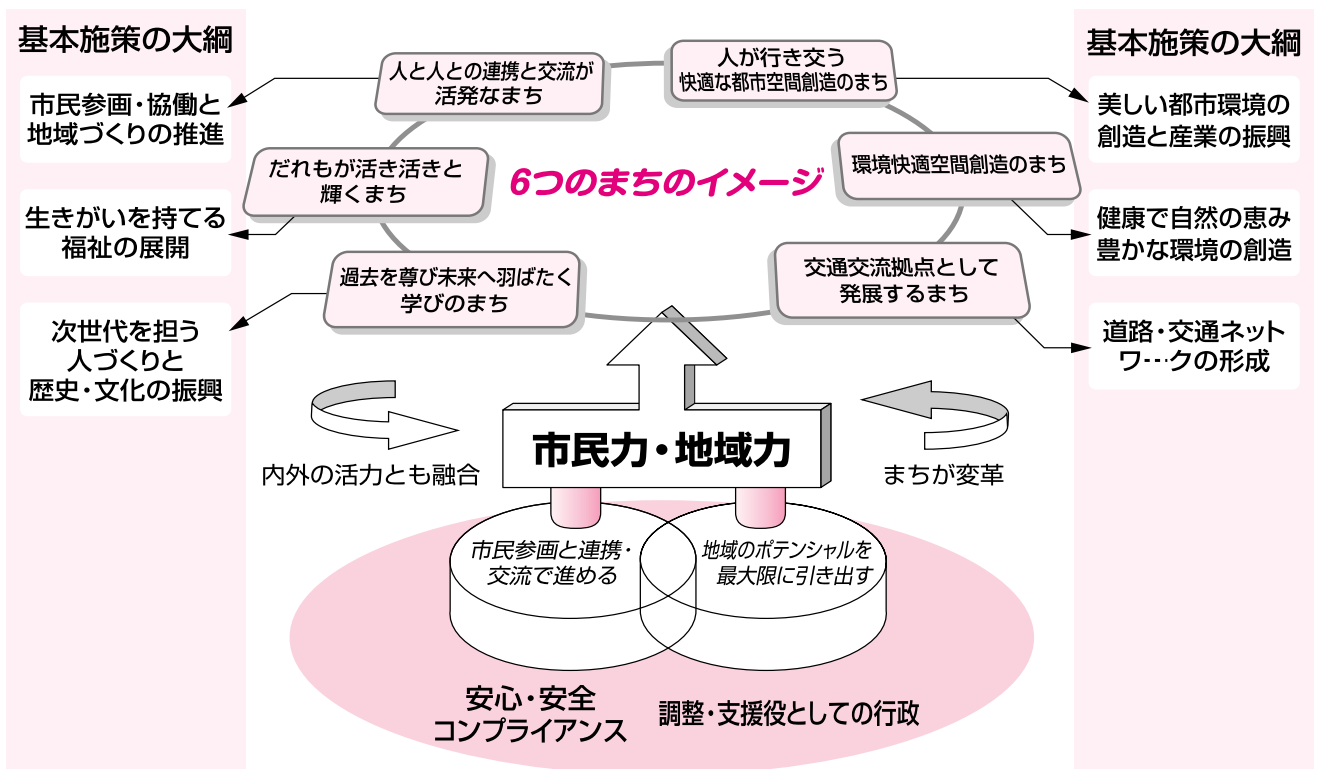 基本施策の大綱
市民参画・協働と
地域づくりの推進
生きがいを持てる
福祉の展開
次世代を担う
人づくりと
歴史・文化の振興
人と人との連携と交流が
活発なまち
だれもが活き活きと
輝くまち
過去を尊び未来へ羽ばたく
学びのまち
6つのまちのイメージ
人が行き交う
快適な都市空間創造のまち
環境快適空間創造のまち
交通交流拠点として
発展するまち
基本施策の大綱
美しい都市環境の
創造と産業の振興
健康で自然の恵み
豊かな環境の創造
道路・交通ネット
ワ…クの形成
内外の活力とも融合
市民力・地域力
まちが変革
市民参画と連携・
交流で進める
地域のポテンシャルを
最大限に引き出す
安心・安全
コンプライアンス
調整・支援役としての行政